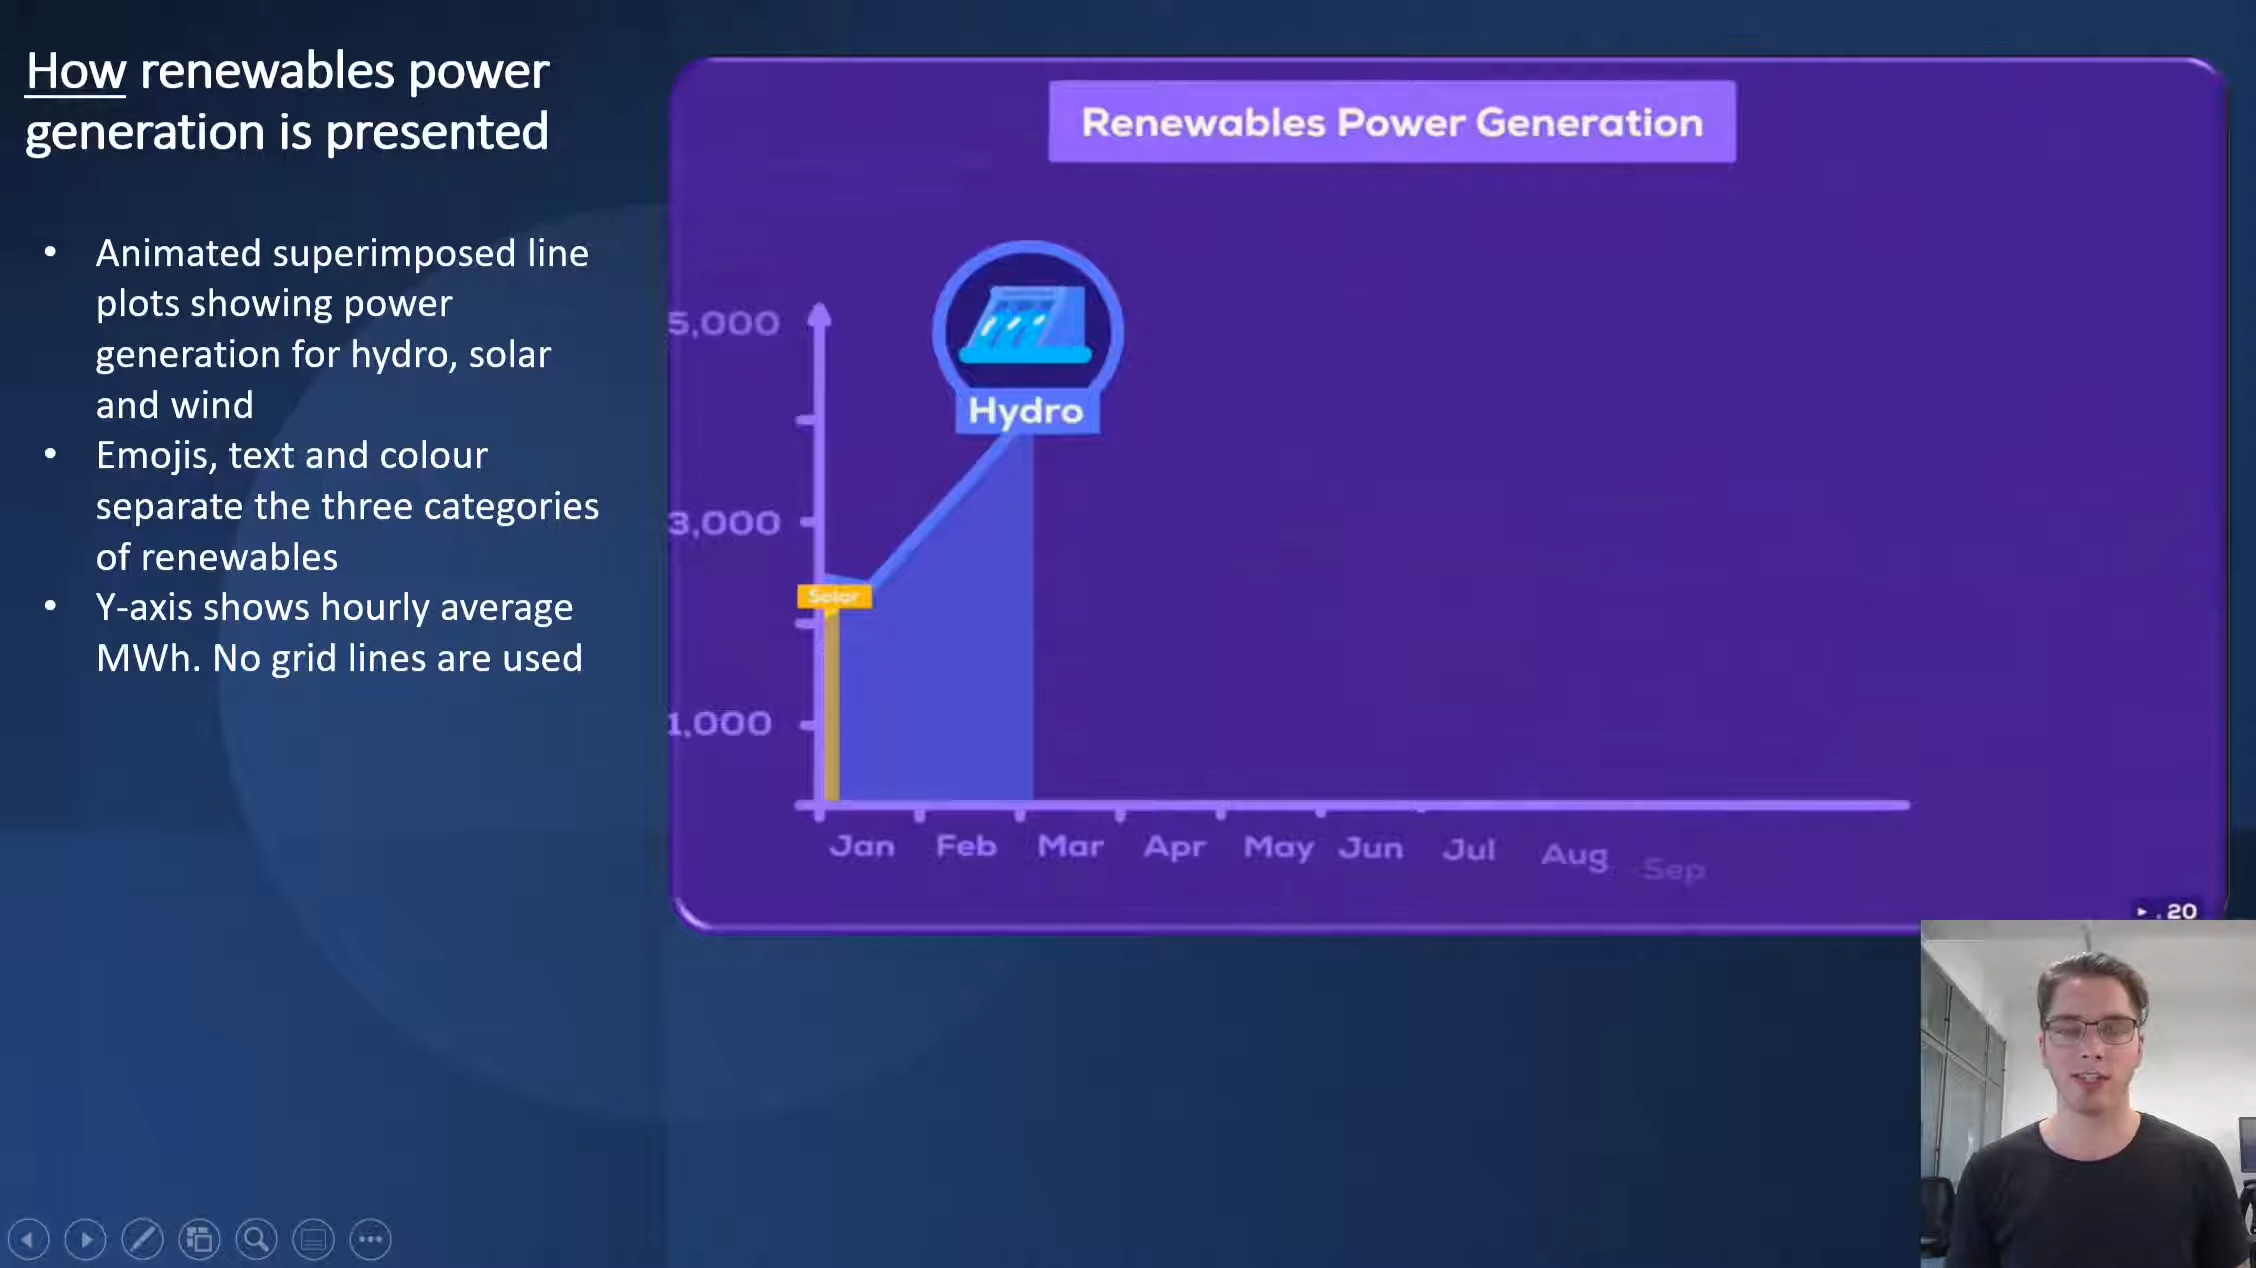 How renewables power
generation is presented
• Animated superimposed line
plots showing power
generation for hydro, solar
and wind
• Emojis, text and colour
separate the three categories
of renewables
• Y-axis shows hourly average
MWh. No grid lines are used
Renewables Power Generation
Hydro
5,000
3,000
Solar
1,000
Jan Feb Mar Apr May Jun Jul Aug Sep
20